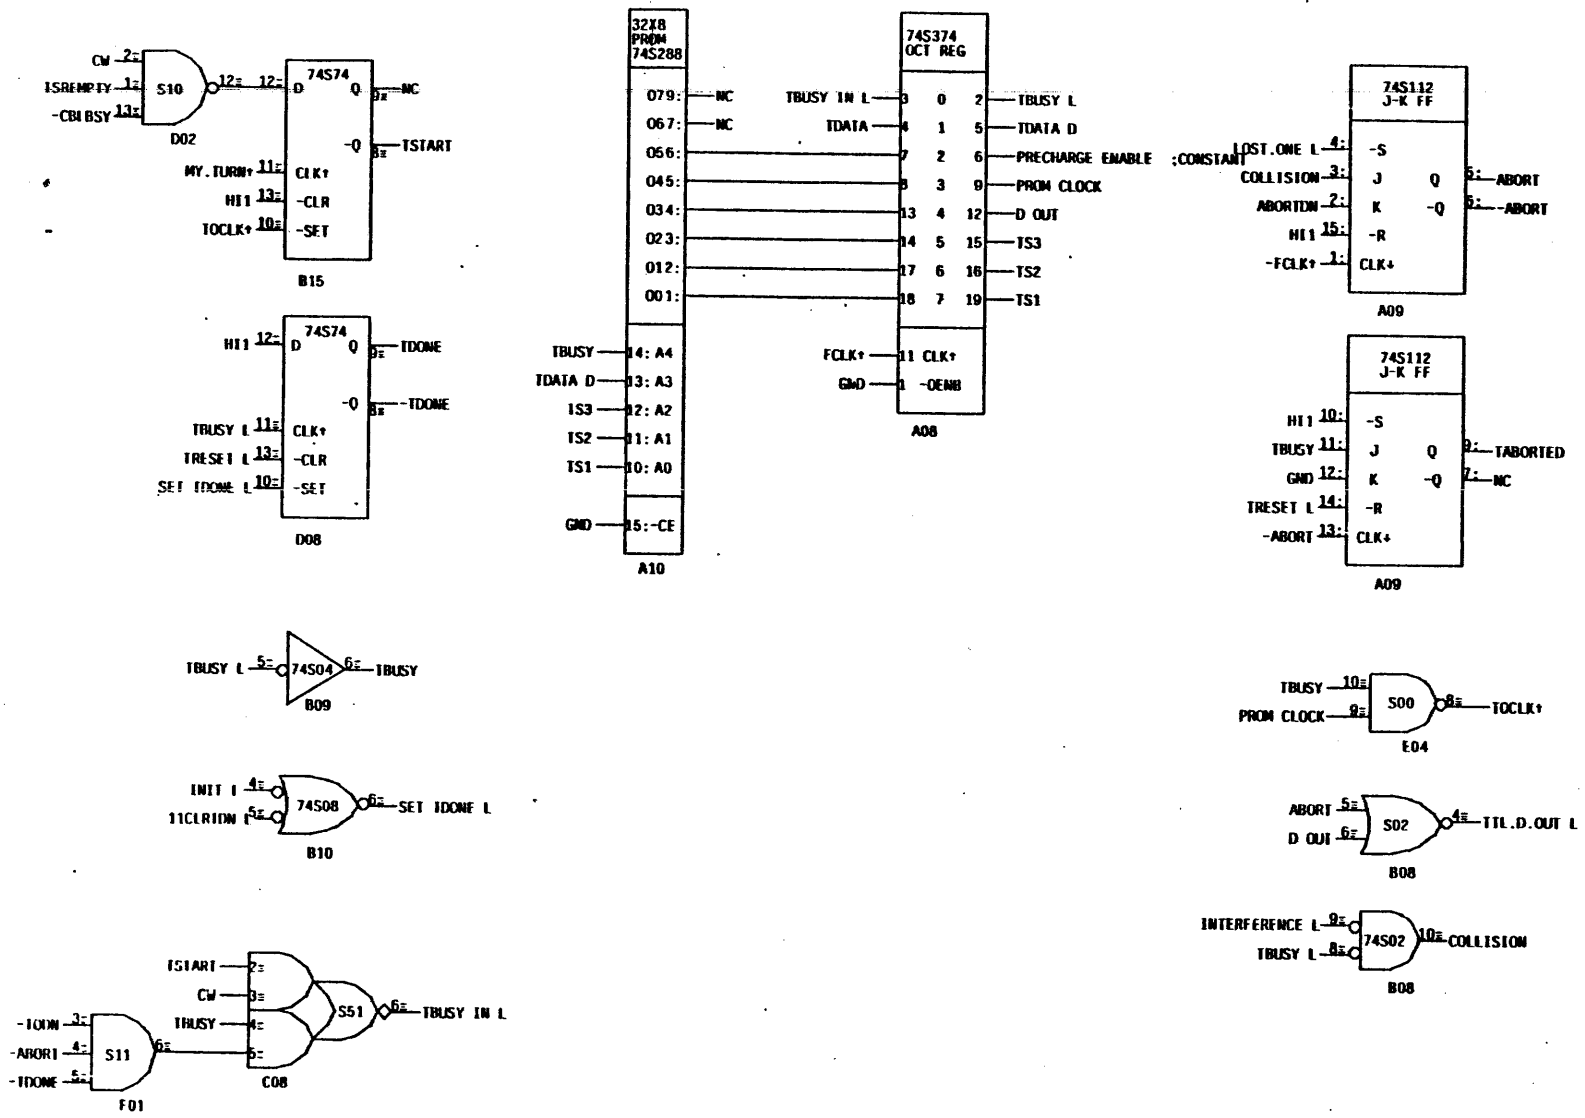 CW 2= S10 12= 12= D 74S74 Q 9= NC
TSREMPTY 1=
-CBLBSY 13=
D02
-Q 8= TSTART
MY.TURN↑ 11= CLK↑
HI1 13= -CLR
TOCLK↑ 10= -SET
B15
74S74
HI1 12= D Q 9= TDONE
-Q 8= -TDONE
TBUSY L 11= CLK↑
TRESET L 13= -CLR
SET TDONE L 10= -SET
D08
TBUSY L 5= 74S04 6= TBUSY
B09
INIT L 4= 74S08 6= SET TDONE L
11CLRTDN L 5=
B10
TSTART 2=
CW 3= S51 6= TBUSY IN L
TBUSY 4=
5=
C08
-TODN 3= S11 6=
-ABORT 4=
-TDONE 5=
F01
32X8
PROM
74S288
O79: NC
O67: NC
O56:
O45:
O34:
O23:
O12:
O01:
TBUSY 14: A4
TDATA D 13: A3
TS3 12: A2
TS2 11: A1
TS1 10: A0
GND 15: -CE
A10
74S374
OCT REG
TBUSY IN L 3 0 2 TBUSY L
TDATA 4 1 5 TDATA D
7 2 6 PRECHARGE ENABLE ;CONSTANT
8 3 9 PROM CLOCK
13 4 12 D OUT
14 5 15 TS3
17 6 16 TS2
18 7 19 TS1
FCLK↑ 11 CLK↑
GND 1 -OENB
A08
74S112
J-K FF
LOST.ONE L 4: -S
COLLISION 3: J Q 5: ABORT
ABORTDN 2: K -Q 6: -ABORT
HI1 15: -R
-FCLK↑ 1: CLK↓
A09
74S112
J-K FF
HI1 10: -S
TBUSY 11: J Q 9: TABORTED
GND 12: K -Q 7: NC
TRESET L 14: -R
-ABORT 13: CLK↓
A09
TBUSY 10= S00 8= TOCLK↑
PROM CLOCK 9=
E04
ABORT 5= S02 4= TTL.D.OUT L
D OUT 6=
B08
INTERFERENCE L 9= 74S02 10= COLLISION
TBUSY L 8=
B08